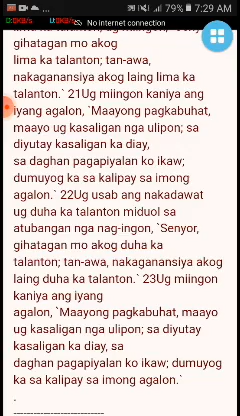 0:0KB/s U:0KB/s No internet connection 79% 7:29 AM
gihatagan mo akog
lima ka talanton; tan-awa,
nakaganansiya akog laing lima ka
talanton.` 21Ug miingon kaniya ang
iyang agalon, `Maayong pagkabuhat,
maayo ug kasaligan nga ulipon; sa
diyutay kasaligan ka diay,
sa daghan pagapiyalan ko ikaw;
dumuyog ka sa kalipay sa imong
agalon.` 22Ug usab ang nakadawat
ug duha ka talanton miduol sa
atubangan nga nag-ingon, `Senyor,
gihatagan mo akog duha ka
talanton; tan-awa, nakaganansiya akog
laing duha ka talanton.` 23Ug miingon
kaniya ang iyang
agalon, `Maayong pagkabuhat, maayo
ug kasaligan nga ulipon; sa diyutay
kasaligan ka diay, sa
daghan pagapiyalan ko ikaw; dumuyog
ka sa kalipay sa imong agalon.`
.
---------------------------